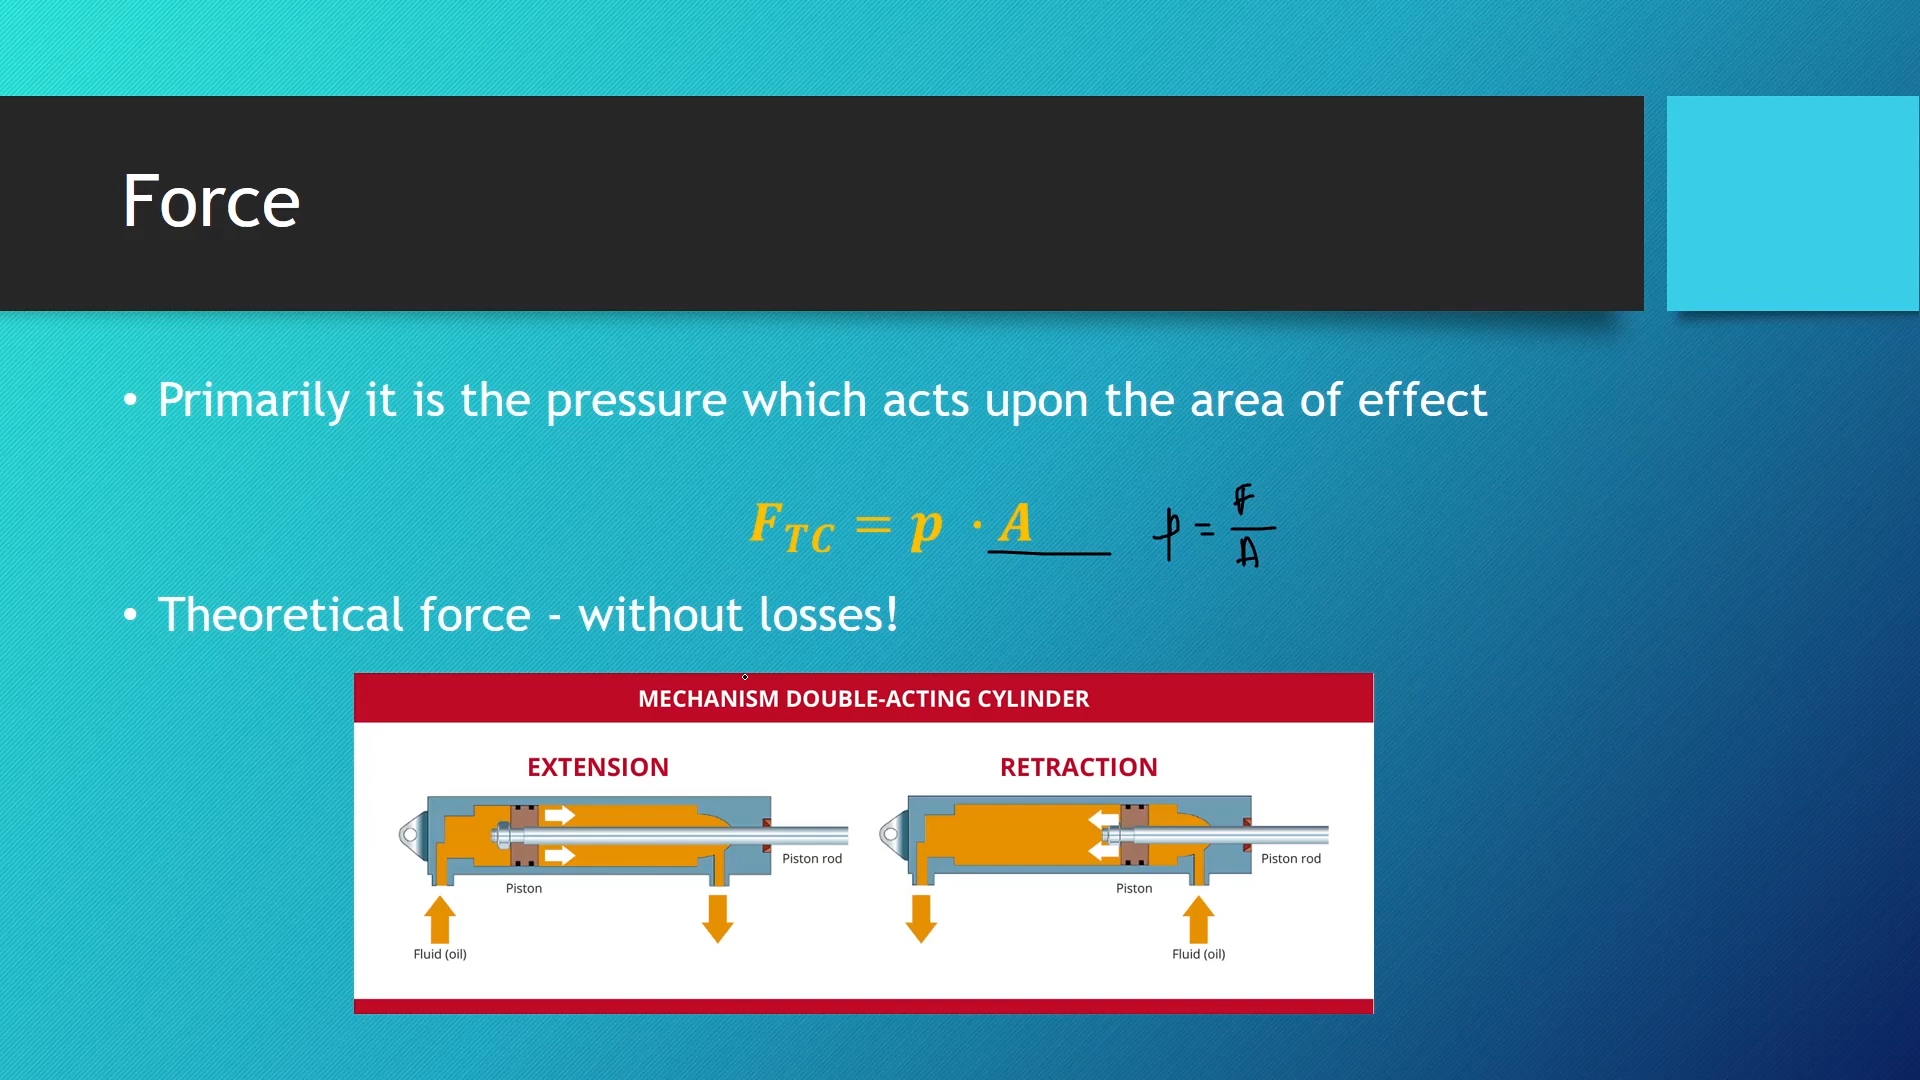 Force
• Primarily it is the pressure which acts upon the area of effect
F_TC = p · A p = F/A
• Theoretical force - without losses!
MECHANISM DOUBLE-ACTING CYLINDER
EXTENSION RETRACTION
Piston rod Piston rod
Piston Piston
Fluid (oil) Fluid (oil)